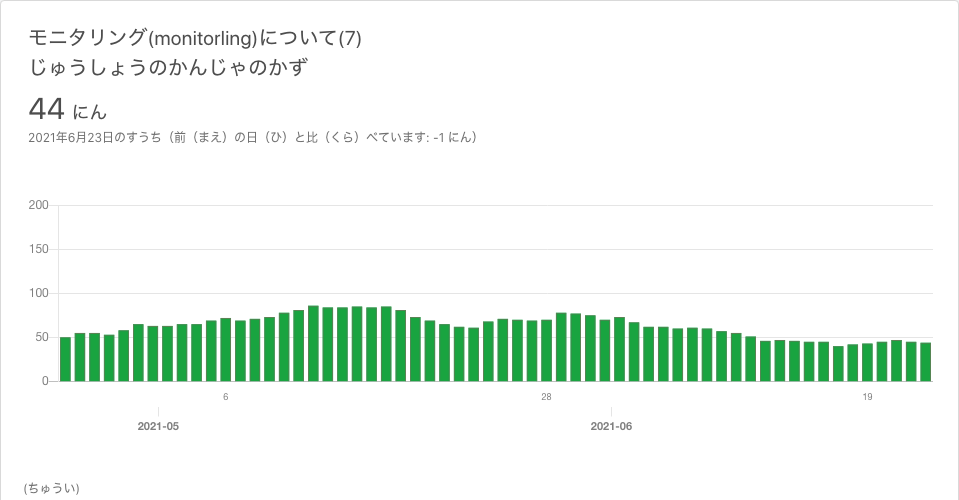 モニタリング(monitorling)について(7)
じゅうしょうのかんじゃのかず
44 にん
2021年6月23日のすうち（前（まえ）の日（ひ）と比（くら）べています: -1 にん）
200
150
100
50
0
6 28 19
2021-05 2021-06
(ちゅうい)